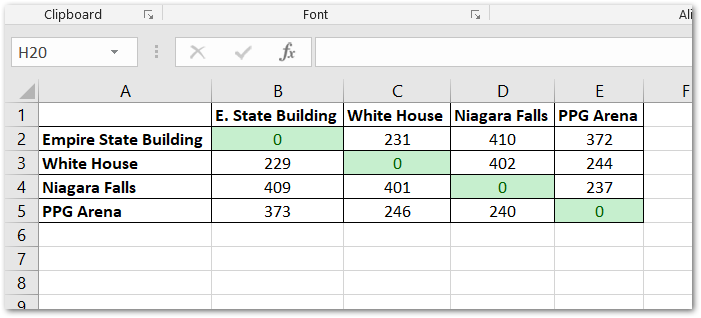 Clipboard Font Ali
H20 fx
A B C D E F
1 E. State Building White House Niagara Falls PPG Arena
2 Empire State Building 0 231 410 372
3 White House 229 0 402 244
4 Niagara Falls 409 401 0 237
5 PPG Arena 373 246 240 0
6
7
8
9